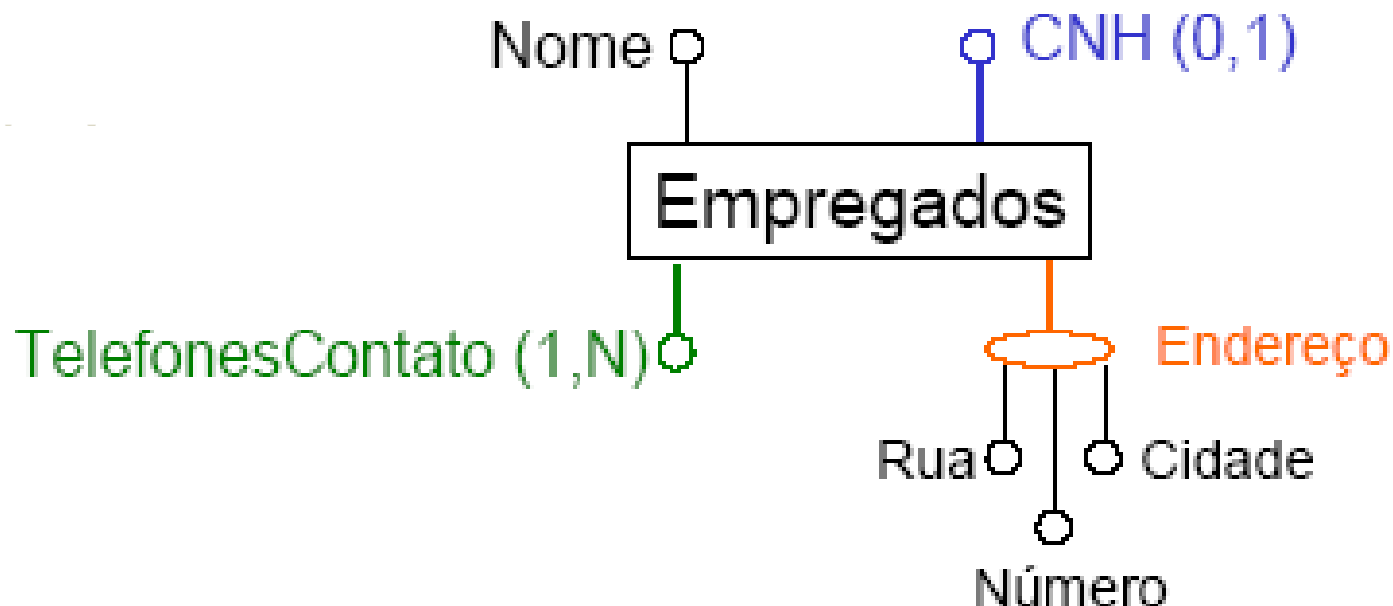 Nome
CNH (0,1)
Empregados
TelefonesContato (1,N)
Endereço
Rua
Cidade
Número